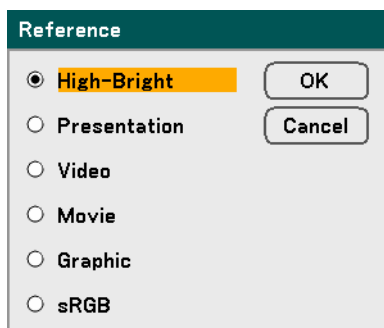 Reference
High-Bright
OK
Presentation
Cancel
Video
Movie
Graphic
sRGB